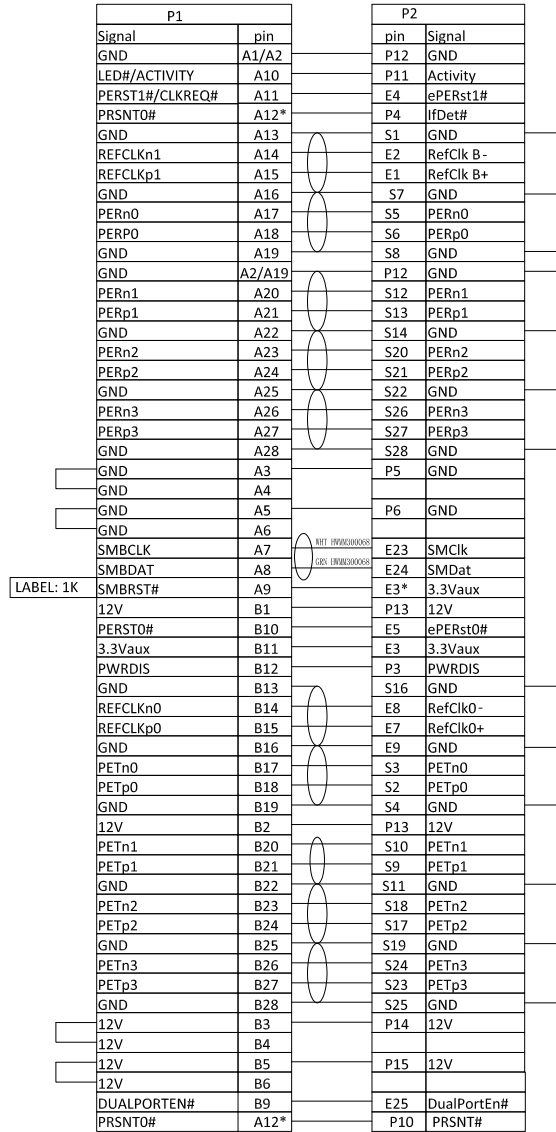 P1 P2
Signal pin pin Signal
GND A1/A2 P12 GND
LED#/ACTIVITY A10 P11 Activity
PERST1#/CLKREQ# A11 E4 ePERst1#
PRSNT0# A12* P4 IfDet#
GND A13 S1 GND
REFCLKn1 A14 E2 RefClk B-
REFCLKp1 A15 E1 RefClk B+
GND A16 S7 GND
PERn0 A17 S5 PERn0
PERP0 A18 S6 PERp0
GND A19 S8 GND
GND A2/A19 P12 GND
PERn1 A20 S12 PERn1
PERp1 A21 S13 PERp1
GND A22 S14 GND
PERn2 A23 S20 PERn2
PERp2 A24 S21 PERp2
GND A25 S22 GND
PERn3 A26 S26 PERn3
PERp3 A27 S27 PERp3
GND A28 S28 GND
GND A3 P5 GND
GND A4
GND A5 P6 GND
GND A6
SMBCLK A7 WHT HWMM300068 E23 SMClk
SMBDAT A8 GRN HWMM300068 E24 SMDat
LABEL: 1K SMBRST# A9 E3* 3.3Vaux
12V B1 P13 12V
PERST0# B10 E5 ePERst0#
3.3Vaux B11 E3 3.3Vaux
PWRDIS B12 P3 PWRDIS
GND B13 S16 GND
REFCLKn0 B14 E8 RefClk0-
REFCLKp0 B15 E7 RefClk0+
GND B16 E9 GND
PETn0 B17 S3 PETn0
PETp0 B18 S2 PETp0
GND B19 S4 GND
12V B2 P13 12V
PETn1 B20 S10 PETn1
PETp1 B21 S9 PETp1
GND B22 S11 GND
PETn2 B23 S18 PETn2
PETp2 B24 S17 PETp2
GND B25 S19 GND
PETn3 B26 S24 PETn3
PETp3 B27 S23 PETp3
GND B28 S25 GND
12V B3 P14 12V
12V B4
12V B5 P15 12V
12V B6
DUALPORTEN# B9 E25 DualPortEn#
PRSNT0# A12* P10 PRSNT#